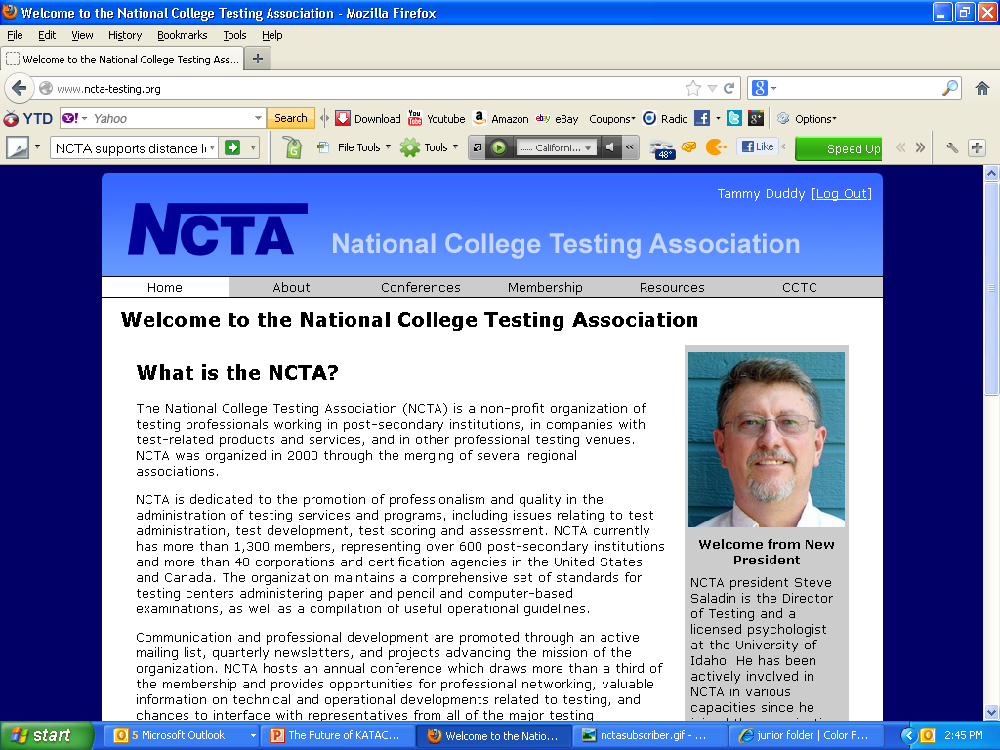 Welcome to the National College Testing Association - Mozilla Firefox
File Edit View History Bookmarks Tools Help
Welcome to the National College Testing Ass...
www.ncta-testing.org
YTD Yahoo Search Download Youtube Amazon eBay Coupons Radio Options
NCTA supports distance l File Tools Tools ..... Californi... 48° Like Speed Up
Tammy Duddy [Log Out]
NCTA National College Testing Association
Home About Conferences Membership Resources CCTC
Welcome to the National College Testing Association
What is the NCTA?
The National College Testing Association (NCTA) is a non-profit organization of
testing professionals working in post-secondary institutions, in companies with
test-related products and services, and in other professional testing venues.
NCTA was organized in 2000 through the merging of several regional
associations.
NCTA is dedicated to the promotion of professionalism and quality in the
administration of testing services and programs, including issues relating to test
administration, test development, test scoring and assessment. NCTA currently
has more than 1,300 members, representing over 600 post-secondary institutions
and more than 40 corporations and certification agencies in the United States
and Canada. The organization maintains a comprehensive set of standards for
testing centers administering paper and pencil and computer-based
examinations, as well as a compilation of useful operational guidelines.
Communication and professional development are promoted through an active
mailing list, quarterly newsletters, and projects advancing the mission of the
organization. NCTA hosts an annual conference which draws more than a third of
the membership and provides opportunities for professional networking, valuable
information on technical and operational developments related to testing, and
chances to interface with representatives from all of the major testing
Welcome from New
President
NCTA president Steve
Saladin is the Director
of Testing and a
licensed psychologist
at the University of
Idaho. He has been
actively involved in
NCTA in various
capacities since he
start 5 Microsoft Outlook The Future of KATAC... Welcome to the Natio... nctasubscriber.gif - ... junior folder | Color F... 2:45 PM